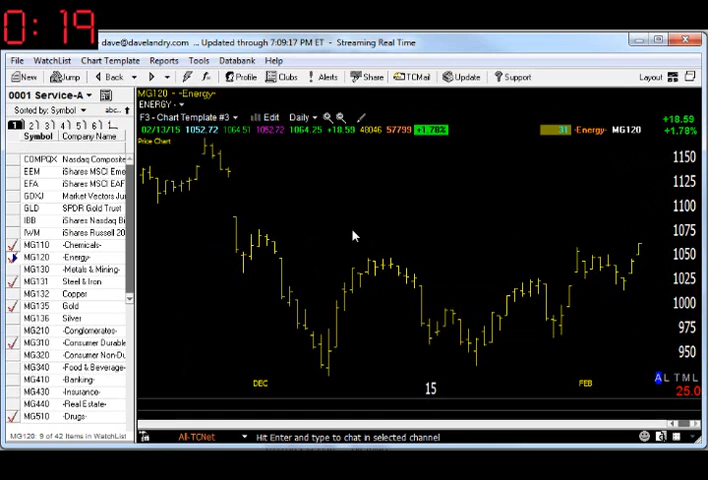 0:19
dave@davelandry.com ... Updated through 7:09:17 PM ET - Streaming Real Time
File WatchList Chart Template Reports Tools Databank Help
New Jump Back Profile Clubs Alerts Share TCMail Update Support Layout
0001 Service-A
Sorted by: Symbol abc..
1 2 3 4 5 6
Symbol Company Name
COMPQX Nasdaq Composite
EEM iShares MSCI Eme
EFA iShares MSCI EAF
GDXJ Market Vectors Jun
GLD SPDR Gold Trust
IBB iShares Nasdaq Bi
IWM iShares Russell 20
MG110 -Chemicals-
MG120 -Energy-
MG130 -Metals & Mining-
MG131 Steel & Iron
MG132 Copper
MG135 Gold
MG136 Silver
MG210 -Conglomerates-
MG310 -Consumer Durable
MG320 -Consumer Non-Du
MG340 -Food & Beverage-
MG410 -Banking-
MG430 -Insurance-
MG440 -Real Estate-
MG510 -Drugs-
MG120: 9 of 42 Items in WatchList
MG120 - -Energy-
ENERGY -
F3 - Chart Template #3 Edit Daily
+18.59
02/13/15 1052.72 1064.51 1052.72 1064.25 +18.59 48046 57799 +1.78% 31 -Energy- MG120
+1.78%
Price Chart
1150
1125
1100
1075
1050
1025
1000
975
950
DEC 15 FEB
A L T M L
25.0
All-TCNet Hit Enter and type to chat in selected channel